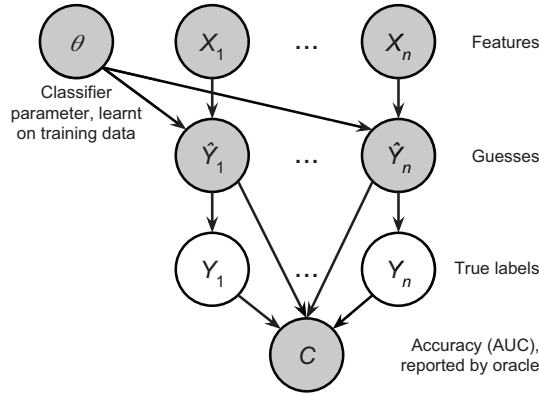 θ X1 ... Xn Features
Classifier
parameter, learnt
on training data
Ŷ1 ... Ŷn Guesses
Y1 ... Yn True labels
C
Accuracy (AUC),
reported by oracle